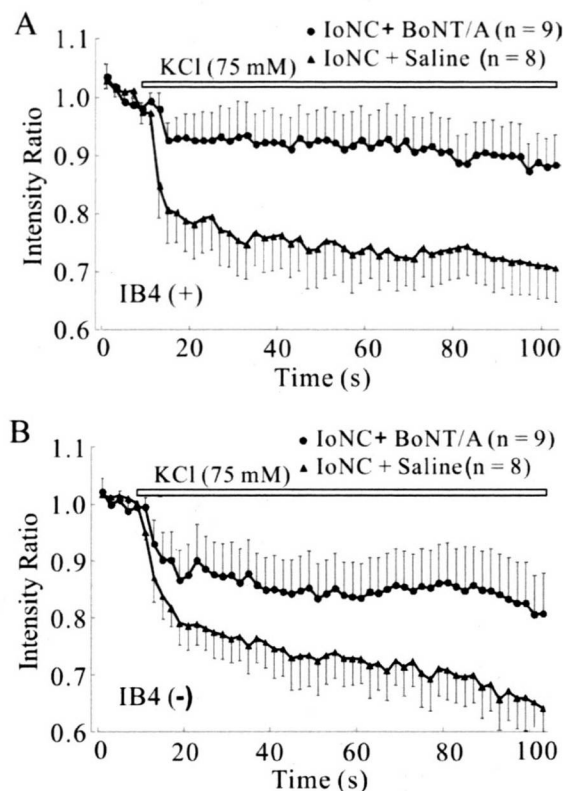 A
IoNC+ BoNT/A (n = 9)
IoNC + Saline (n = 8)
KCl (75 mM)
1.1
1.0
0.9
0.8
0.7
0.6
Intensity Ratio
IB4 (+)
0
20
40
60
80
100
Time (s)
B
IoNC+ BoNT/A (n = 9)
IoNC + Saline(n = 8)
KCl (75 mM)
1.1
1.0
0.9
0.8
0.7
0.6
Intensity Ratio
IB4 (-)
0
20
40
60
80
100
Time (s)